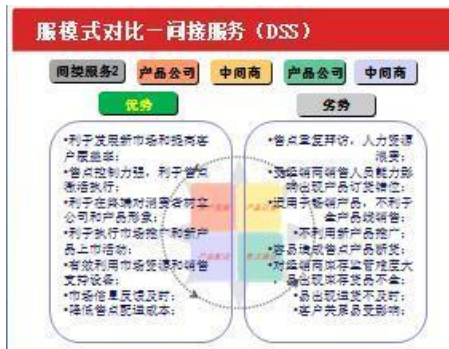 服模式对比－间接服务（DSS）
间接服务2
产品公司
中间商
产品公司
中间商
优势
劣势
•利于发展新市场和提高客
户覆盖率；
•售点控制力强，利于售点
激活执行；
•利于在终端对消费者树立
公司和产品形象；
•利于执行市场推广和新产
品上市活动；
•有效利用市场资源和销售
支持设备；
•市场信息反馈及时；
•降低售点配送成本；
•售点重复拜访，人力资源
浪费；
•受经销商销售人员能力影
响出现产品订货错位；
•适用于畅销产品，不利于
全产品线销售；
•不利用新产品推广；
•容易造成售点产品断货；
•对经销商库存监管难度大
，易出现库存货品不全；
•易出现送货不及时；
•客户关系易受影响；